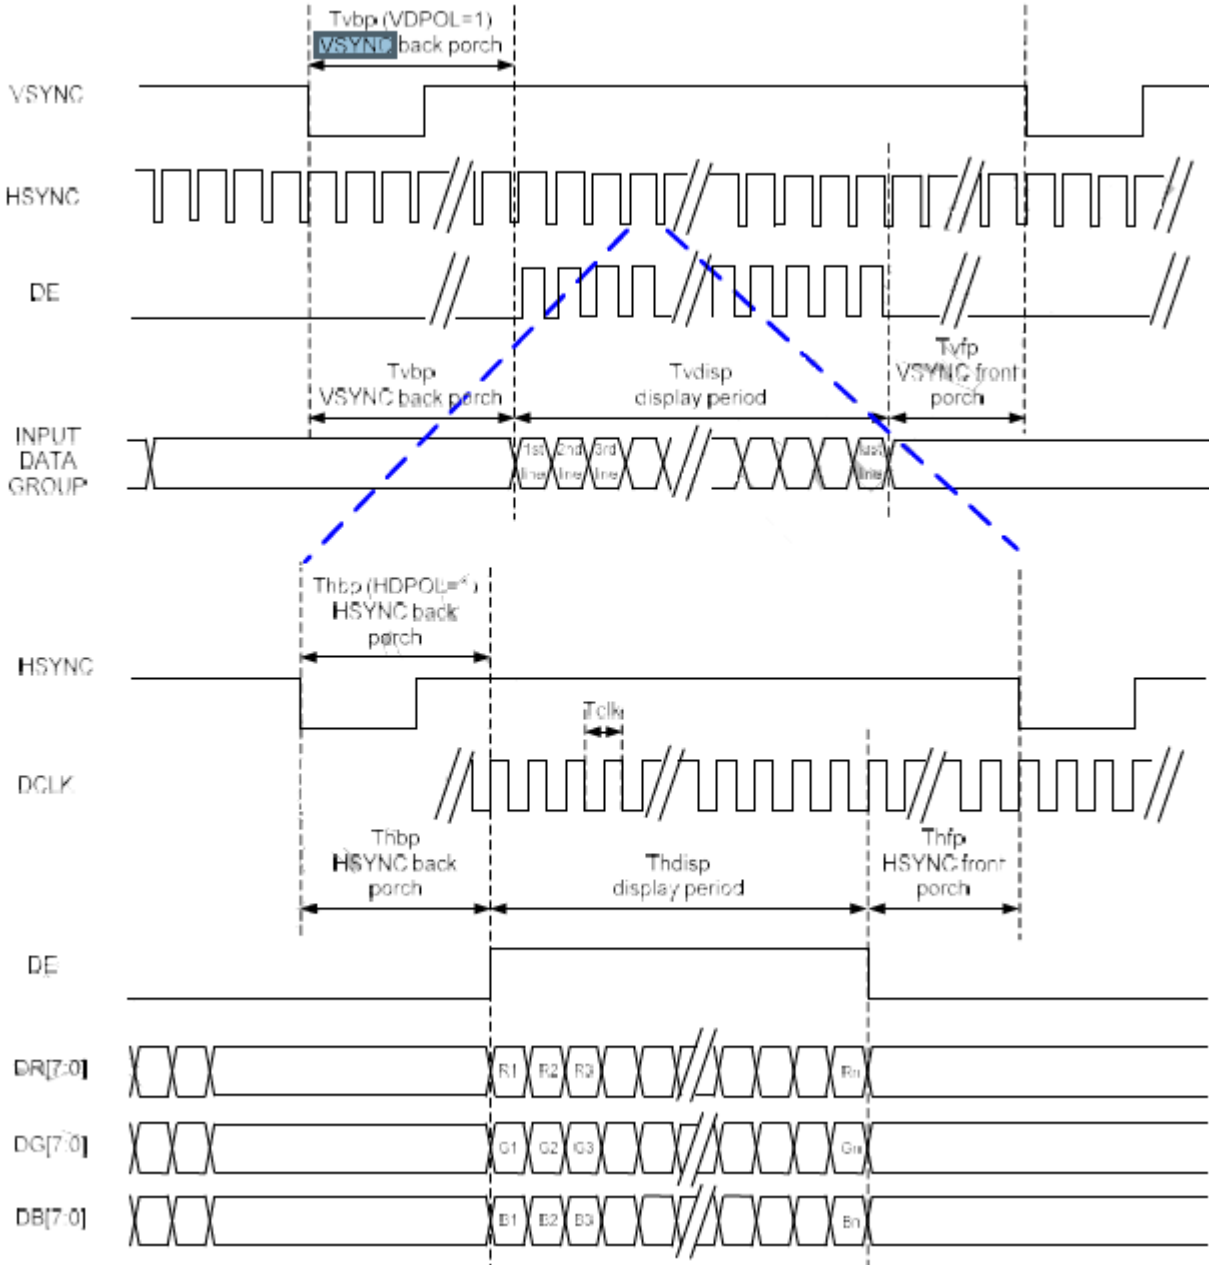 Tvbp (VDPOL=1)
VSYNC back porch
VSYNC
HSYNC
DE
Tvbp
VSYNC back porch
Tvdisp
display period
Tvfp
VSYNC front
porch
INPUT
DATA
GROUP
1st
line
2nd
line
3rd
line
last
line
Thbp (HDPOL=1)
HSYNC back
porch
HSYNC
Tclk
DCLK
Thbp
HSYNC back
porch
Thdisp
display period
Thfp
HSYNC front
porch
DE
DR[7:0]
R1 R2 R3 Rn
DG[7:0]
G1 G2 G3 Gn
DB[7:0]
B1 B2 B3 Bn